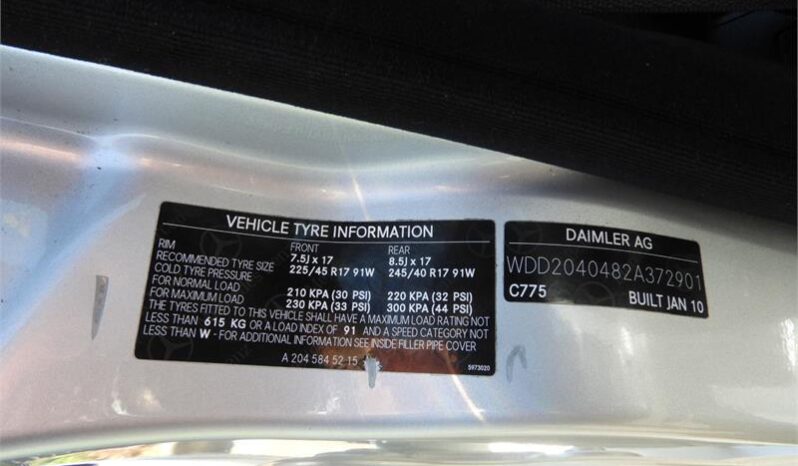 VEHICLE TYRE INFORMATION
FRONT REAR
RIM 7.5J x 17 8.5J x 17
RECOMMENDED TYRE SIZE 225/45 R17 91W 245/40 R17 91W
COLD TYRE PRESSURE
FOR NORMAL LOAD 210 KPA (30 PSI) 220 KPA (32 PSI)
FOR MAXIMUM LOAD 230 KPA (33 PSI) 300 KPA (44 PSI)
THE TYRES FITTED TO THIS VEHICLE SHALL HAVE A MAXIMUM LOAD RATING NOT
LESS THAN 615 KG OR A LOAD INDEX OF 91 AND A SPEED CATEGORY NOT
LESS THAN W - FOR ADDITIONAL INFORMATION SEE INSIDE FILLER PIPE COVER
A 204 584 52 15
5973020
DAIMLER AG
WDD2040482A372901
C775 BUILT JAN 10